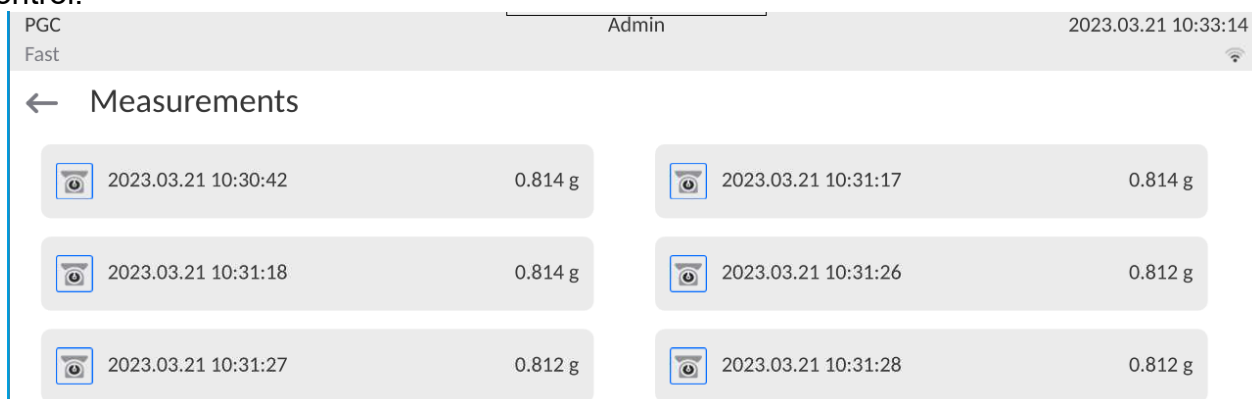 PGC Admin 2023.03.21 10:33:14
Fast
← Measurements
2023.03.21 10:30:42 0.814 g 2023.03.21 10:31:17 0.814 g
2023.03.21 10:31:18 0.814 g 2023.03.21 10:31:26 0.812 g
2023.03.21 10:31:27 0.812 g 2023.03.21 10:31:28 0.812 g